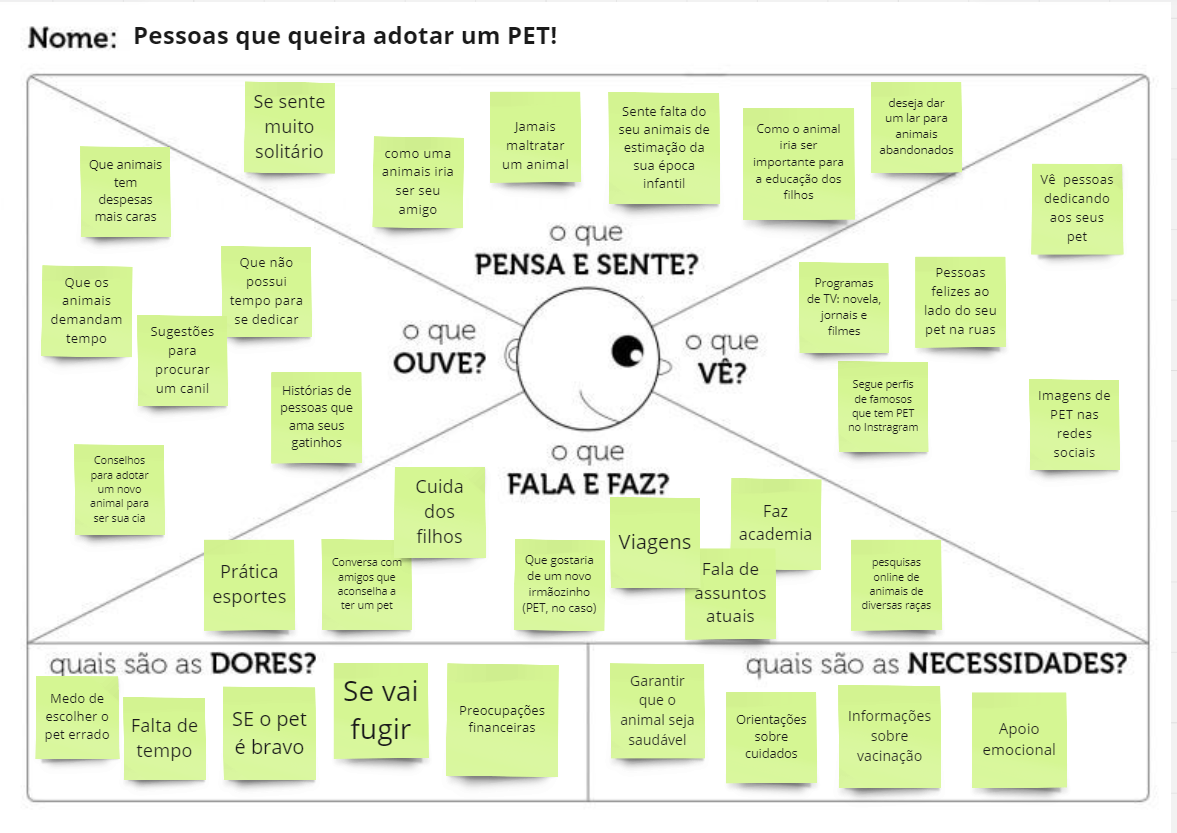 Nome: Pessoas que queira adotar um PET!
Se sente
muito
solitário
como uma
animais iria
ser seu
amigo
Jamais
maltratar
um animal
Sente falta do
seu animais de
estimação da
sua época
infantil
Como o animal
iria ser
importante para
a educação dos
filhos
deseja dar
um lar para
animais
abandonados
o que
PENSA E SENTE?
Que animais
tem
despesas
mais caras
Que os
animais
demandam
tempo
Que não
possui
tempo para
se dedicar
Sugestões
para
procurar
um canil
Histórias de
pessoas que
ama seus
gatinhos
Conselhos
para adotar
um novo
animal para
ser sua cia
o que
OUVE?
o que
VÊ?
Vê pessoas
dedicando
aos seus
pet
Programas
de TV: novela,
jornais e
filmes
Pessoas
felizes ao
lado do seu
pet na ruas
Segue perfis
de famosos
que tem PET
no Instragram
Imagens de
PET nas
redes
sociais
o que
FALA E FAZ?
Prática
esportes
Conversa com
amigos que
aconselha a
ter um pet
Cuida
dos
filhos
Que gostaria
de um novo
irmãozinho
(PET, no caso)
Viagens
Fala de
assuntos
atuais
Faz
academia
pesquisas
online de
animais de
diversas raças
quais são as DORES?
Medo de
escolher o
pet errado
Falta de
tempo
SE o pet
é bravo
Se vai
fugir
Preocupações
financeiras
quais são as NECESSIDADES?
Garantir
que o
animal seja
saudável
Orientações
sobre
cuidados
Informações
sobre
vacinação
Apoio
emocional